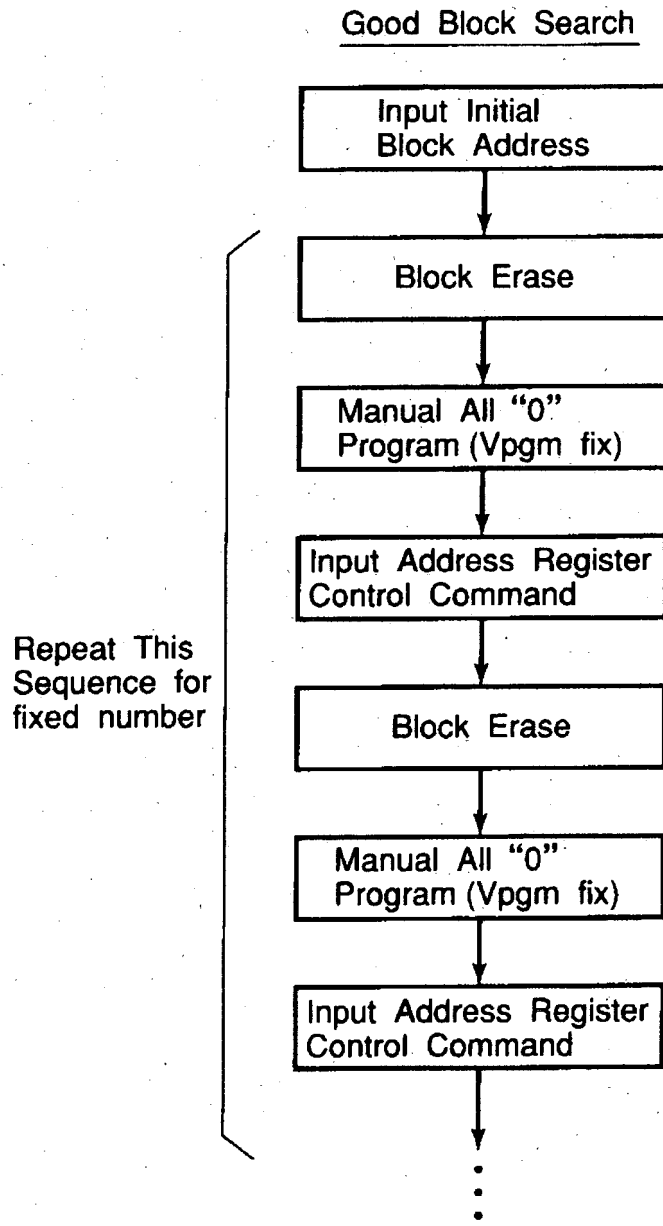 Good Block Search
Input Initial
Block Address
Block Erase
Manual All “0”
Program (Vpgm fix)
Input Address Register
Control Command
Repeat This
Sequence for
fixed number
Block Erase
Manual All “0”
Program (Vpgm fix)
Input Address Register
Control Command